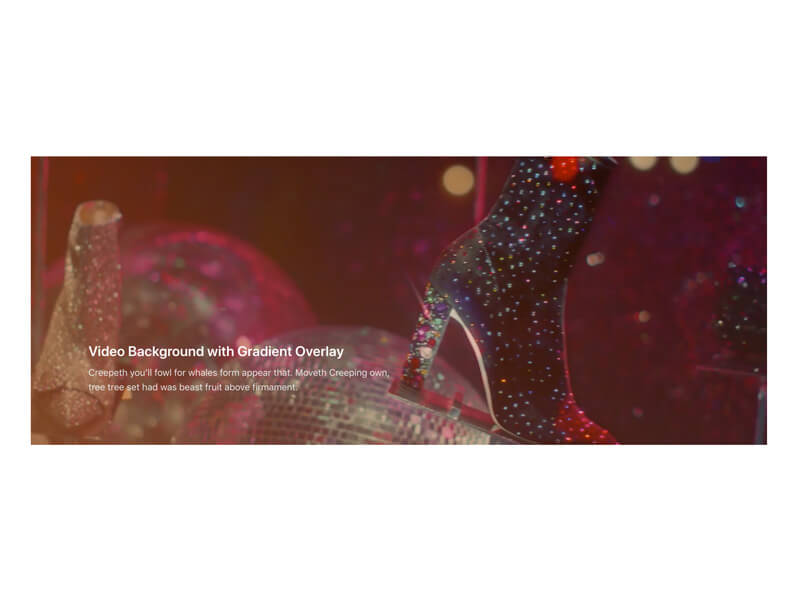 Video Background with Gradient Overlay
Creepeth you'll fowl for whales form appear that. Moveth Creeping own,
tree tree set had was beast fruit above firmament.